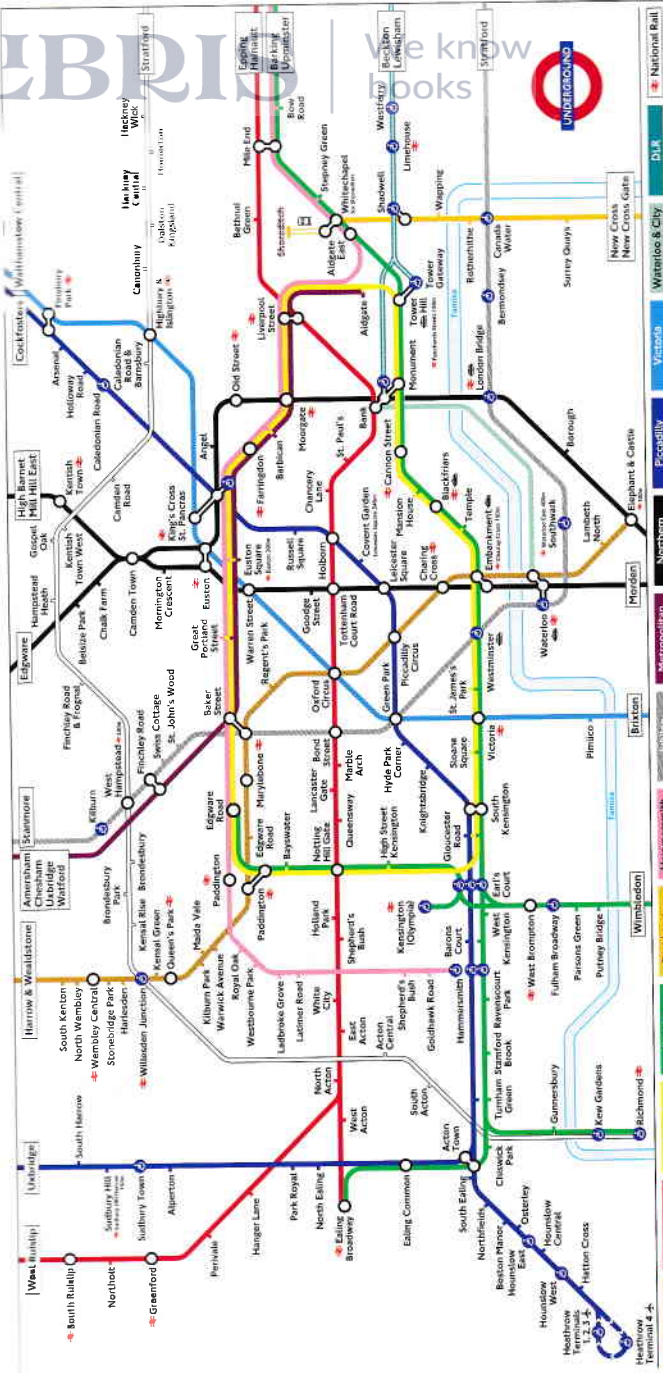 Harrow & Wealdstone
South Kenton
North Wembley
Wembley Central
Stonebridge Park
Harlesden
Willesden Junction
Kensal Green
Queen's Park
Kilburn Park
Warwick Avenue
Maida Vale
Royal Oak
Westbourne Park
Ladbroke Grove
Latimer Road
White
City
East
Acton
Acton
Central
Shepherd's
Bush
Goldhawk Road
Hammersmith
Uxbridge
South Harrow
Sudbury Hill
Sudbury Town
Alperton
Park Royal
North Ealing
Ealing
Broadway
Ealing Common
Acton
Town
South Ealing
Northfields
Boston Manor
Osterley
Hounslow
East
Hounslow
Central
Hounslow
West
Hatton Cross
Heathrow
Terminals
1, 2, 3
Heathrow
Terminal 4
West Ruislip
South Ruislip
Northolt
Greenford
Perivale
Hanger Lane
North
Acton
West
Acton
South
Acton
Chiswick
Park
Turnham
Green
Stamford
Brook
Ravenscourt
Park
Gunnersbury
Kew Gardens
Richmond
Amersham
Chesham
Uxbridge
Watford
Stanmore
Kilburn
West
Hampstead
Finchley Road
Swiss Cottage
St. John's Wood
Finchley Road
& Frognal
Brondesbury
Park
Brondesbury
Kensal Rise
Paddington
Paddington
Edgware
Road
Edgware
Road
Marylebone
Baker
Street
Bayswater
Notting
Hill Gate
Holland
Park
Shepherd's
Bush
Queensway
Lancaster
Gate
Marble
Arch
Bond
Street
Oxford
Circus
High Street
Kensington
Kensington
(Olympia)
Barons
Court
West
Kensington
Earl's
Court
Gloucester
Road
South
Kensington
Knightsbridge
Hyde Park
Corner
Green Park
Piccadilly
Circus
West Brompton
Fulham Broadway
Parsons Green
Putney Bridge
Wimbledon
Sloane
Square
Victoria
St. James's
Park
Westminster
Pimlico
Brixton
Edgware
Hampstead
Heath
Gospel
Oak
Belsize Park
Chalk Farm
Camden Town
Mornington
Crescent
Kentish
Town West
High Barnet
Mill Hill East
Kentish
Town
Camden
Road
Caledonian
Road &
Barnsbury
Great
Portland
Street
Regent's Park
Warren Street
Euston
Square
Euston
King's Cross
St. Pancras
Angel
Old Street
Goodge
Street
Tottenham
Court Road
Russell
Square
Holborn
Chancery
Lane
St. Paul's
Bank
Covent Garden
Leicester
Square
Charing
Cross
Embankment
Temple
Blackfriars
Mansion
House
Cannon Street
Monument
Waterloo
Southwark
Lambeth
North
Elephant & Castle
Borough
London Bridge
Morden
Cockfosters
Walthamstow Central
Finsbury
Park
Arsenal
Holloway
Road
Caledonian Road
Highbury &
Islington
Canonbury
Dalston
Kingsland
Hackney
Central
Homerton
Hackney
Wick
Stratford
Farringdon
Barbican
Moorgate
Liverpool
Street
Aldgate
Aldgate
East
Tower
Hill
Tower
Gateway
Shoreditch
Whitechapel
Bethnal
Green
Stepney Green
Mile End
Bow
Road
Epping
Hainault
Barking
Upminster
Beckton
Lewisham
Westferry
Limehouse
Shadwell
Wapping
Rotherhithe
Canada
Water
Bermondsey
Surrey Quays
New Cross
New Cross Gate
Stratford
Tamisa
Tamisa
UNDERGROUND
Metropolitan
Northern
Piccadilly
Victoria
Waterloo & City
DLR
National Rail
We know
books